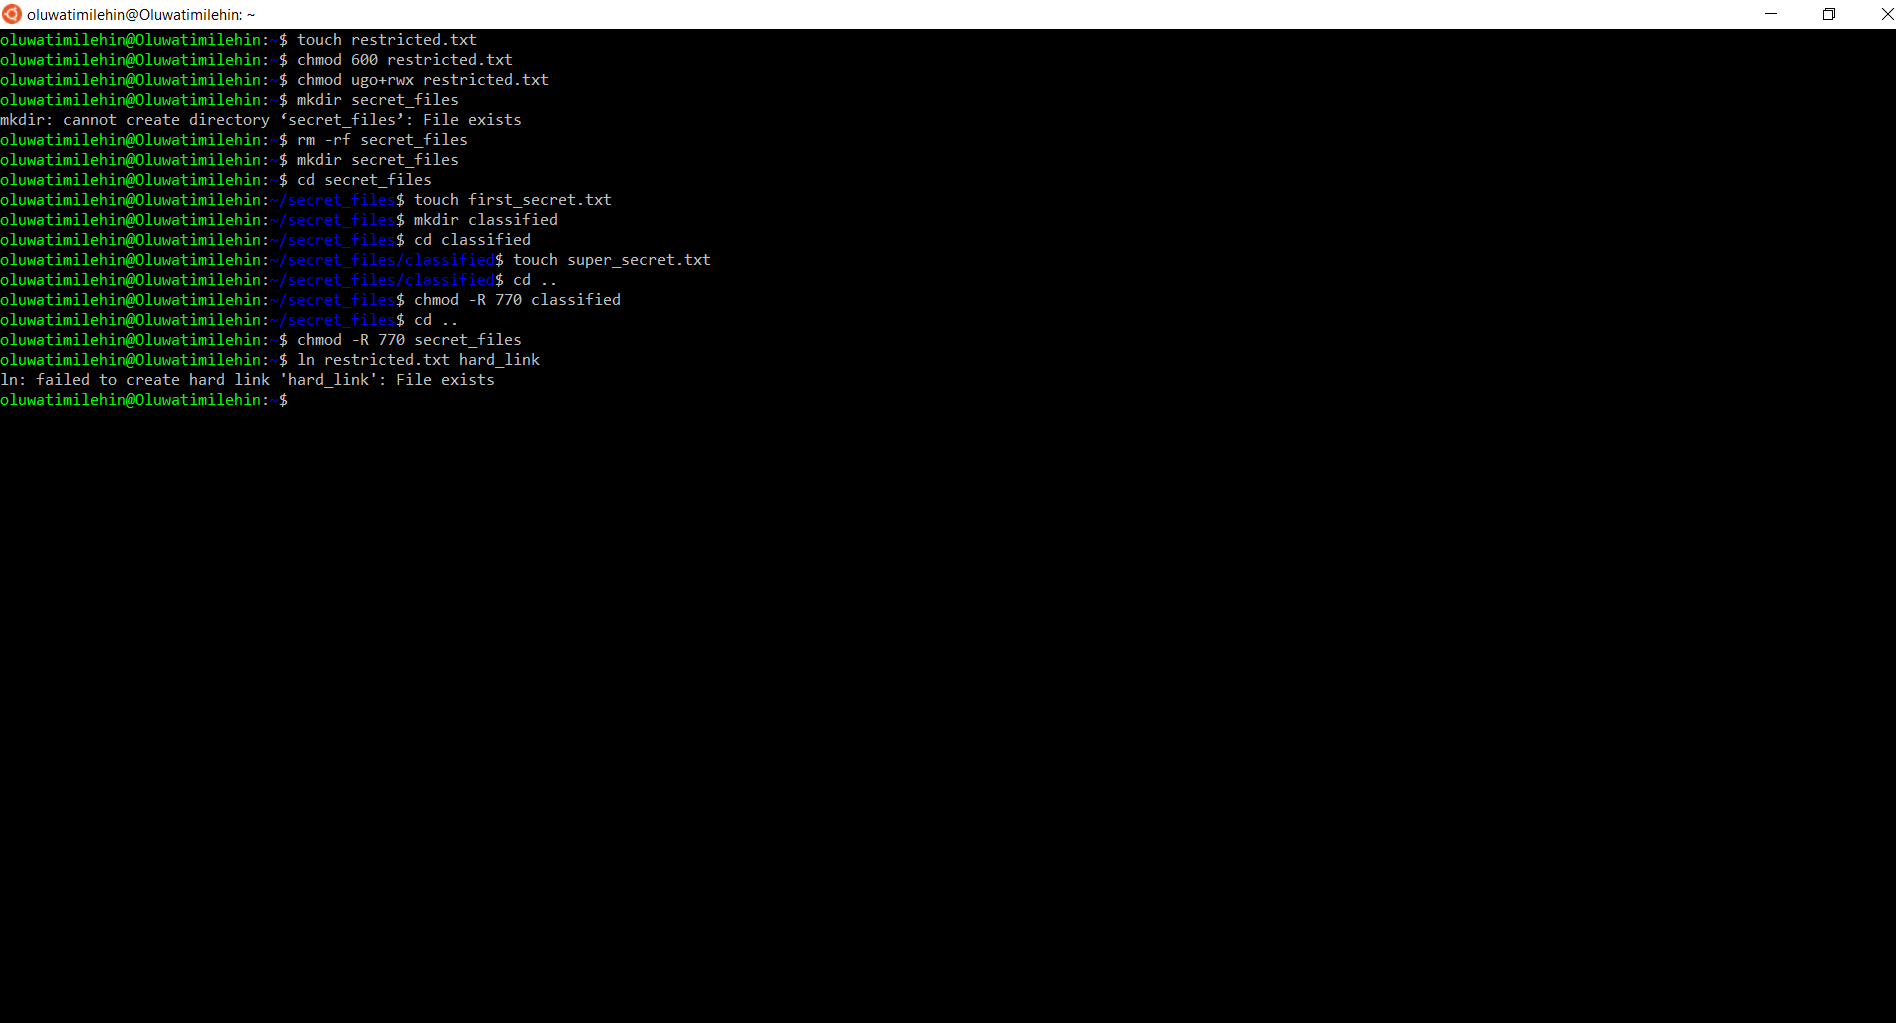 oluwatimilehin@Oluwatimilehin: ~
oluwatimilehin@Oluwatimilehin:~$ touch restricted.txt
oluwatimilehin@Oluwatimilehin:~$ chmod 600 restricted.txt
oluwatimilehin@Oluwatimilehin:~$ chmod ugo+rwx restricted.txt
oluwatimilehin@Oluwatimilehin:~$ mkdir secret_files
mkdir: cannot create directory ‘secret_files’: File exists
oluwatimilehin@Oluwatimilehin:~$ rm -rf secret_files
oluwatimilehin@Oluwatimilehin:~$ mkdir secret_files
oluwatimilehin@Oluwatimilehin:~$ cd secret_files
oluwatimilehin@Oluwatimilehin:~/secret_files$ touch first_secret.txt
oluwatimilehin@Oluwatimilehin:~/secret_files$ mkdir classified
oluwatimilehin@Oluwatimilehin:~/secret_files$ cd classified
oluwatimilehin@Oluwatimilehin:~/secret_files/classified$ touch super_secret.txt
oluwatimilehin@Oluwatimilehin:~/secret_files/classified$ cd ..
oluwatimilehin@Oluwatimilehin:~/secret_files$ chmod -R 770 classified
oluwatimilehin@Oluwatimilehin:~/secret_files$ cd ..
oluwatimilehin@Oluwatimilehin:~$ chmod -R 770 secret_files
oluwatimilehin@Oluwatimilehin:~$ ln restricted.txt hard_link
ln: failed to create hard link 'hard_link': File exists
oluwatimilehin@Oluwatimilehin:~$